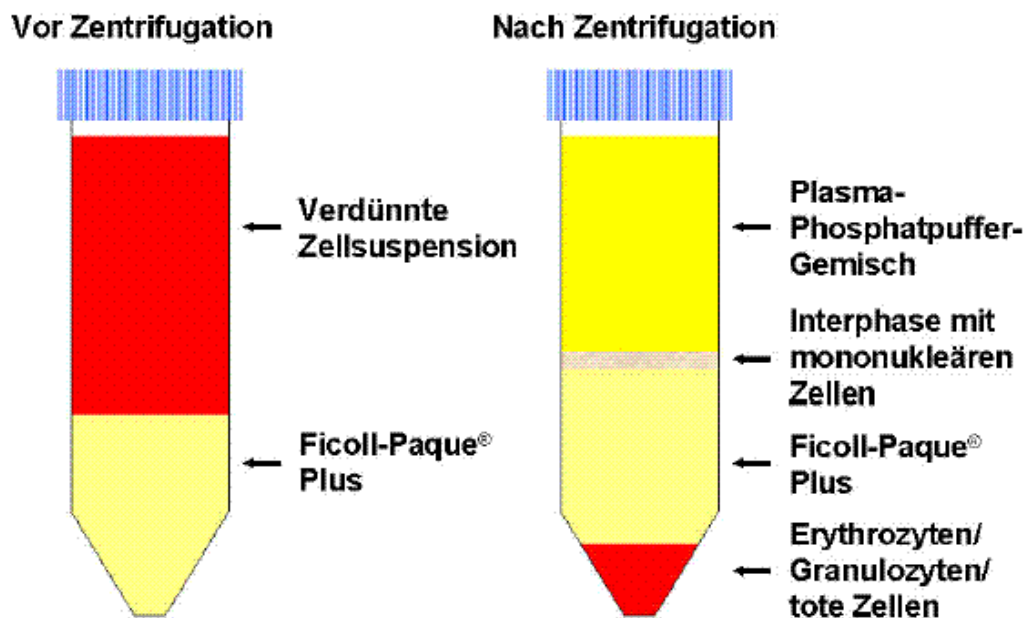 Vor Zentrifugation
Verdünnte
Zellsuspension
Ficoll-Paque®
Plus
Nach Zentrifugation
Plasma-
Phosphatpuffer-
Gemisch
Interphase mit
mononukleären
Zellen
Ficoll-Paque®
Plus
Erythrozyten/
Granulozyten/
tote Zellen